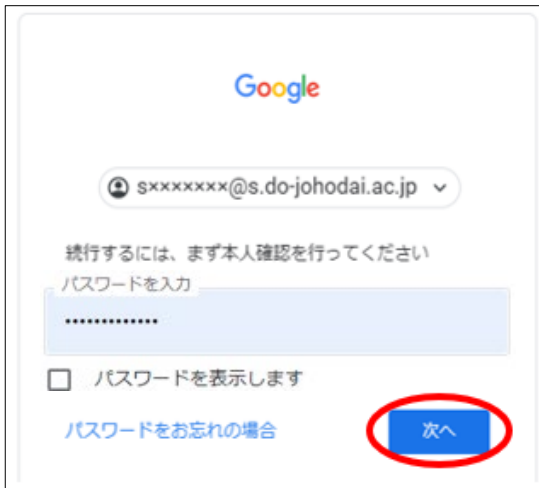 Google
s×××××××@s.do-johodai.ac.jp
続行するには、まず本人確認を行ってください
パスワードを入力
•••••••••••••
パスワードを表示します
パスワードをお忘れの場合
次へ